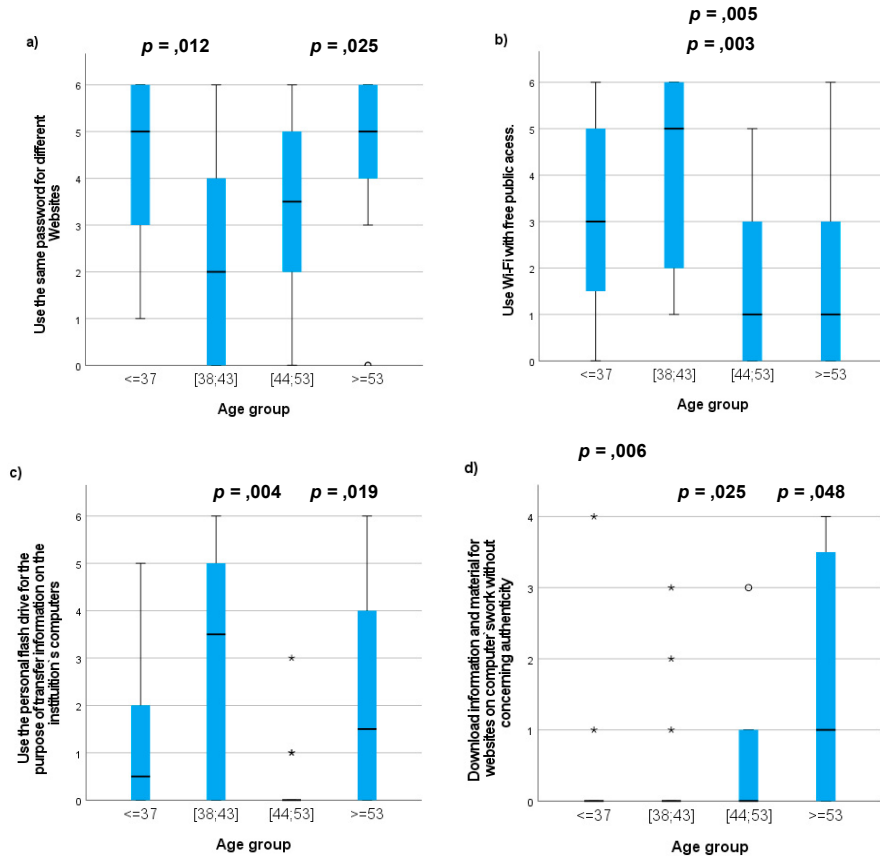 a)
p = ,012
p = ,025
Use the same password for different
Websites
6
5
4
3
2
1
0
<=37
[38;43]
[44;53]
>=53
Age group
b)
p = ,005
p = ,003
Use Wi-Fi with free public acess.
6
5
4
3
2
1
0
<=37
[38;43]
[44;53]
>=53
Age group
c)
p = ,004
p = ,019
Use the personal flash drive for the
purpose of transfer information on the
instituition`s computers
6
5
4
3
2
1
0
<=37
[38;43]
[44;53]
>=53
Age group
d)
p = ,006
p = ,025
p = ,048
Download information and material for
websites on computer`swork without
concerning authenticity
4
3
2
1
0
<=37
[38;43]
[44;53]
>=53
Age group